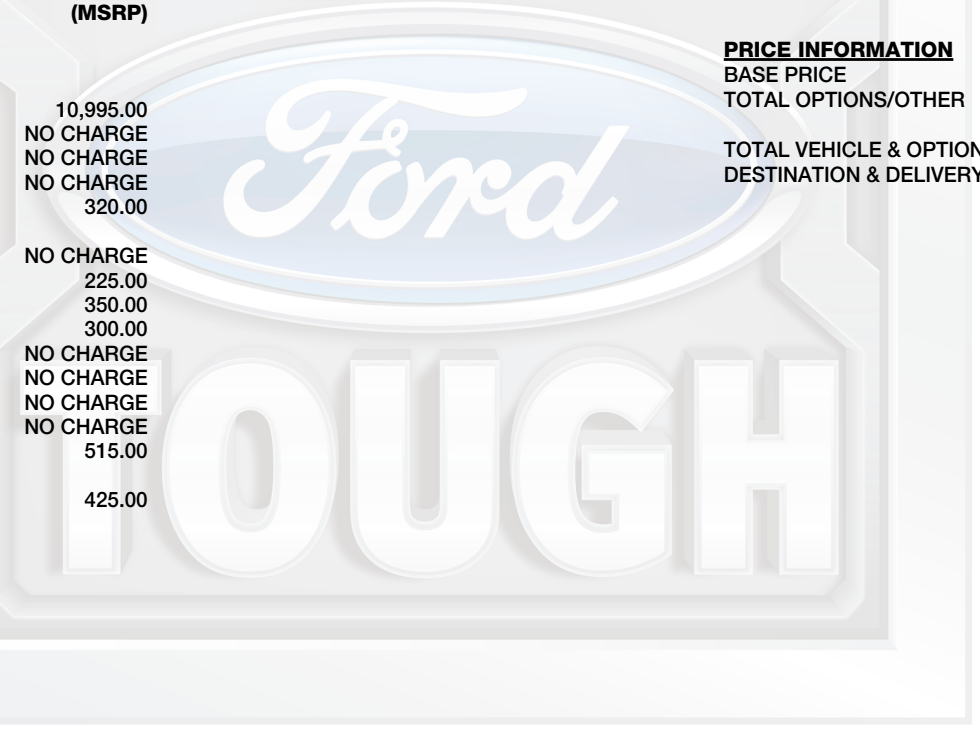 (MSRP)
10,995.00
NO CHARGE
NO CHARGE
NO CHARGE
320.00
NO CHARGE
225.00
350.00
300.00
NO CHARGE
NO CHARGE
NO CHARGE
NO CHARGE
515.00
425.00
PRICE INFORMATION
BASE PRICE
TOTAL OPTIONS/OTHER
TOTAL VEHICLE & OPTION
DESTINATION & DELIVERY
Ford
TOUGH